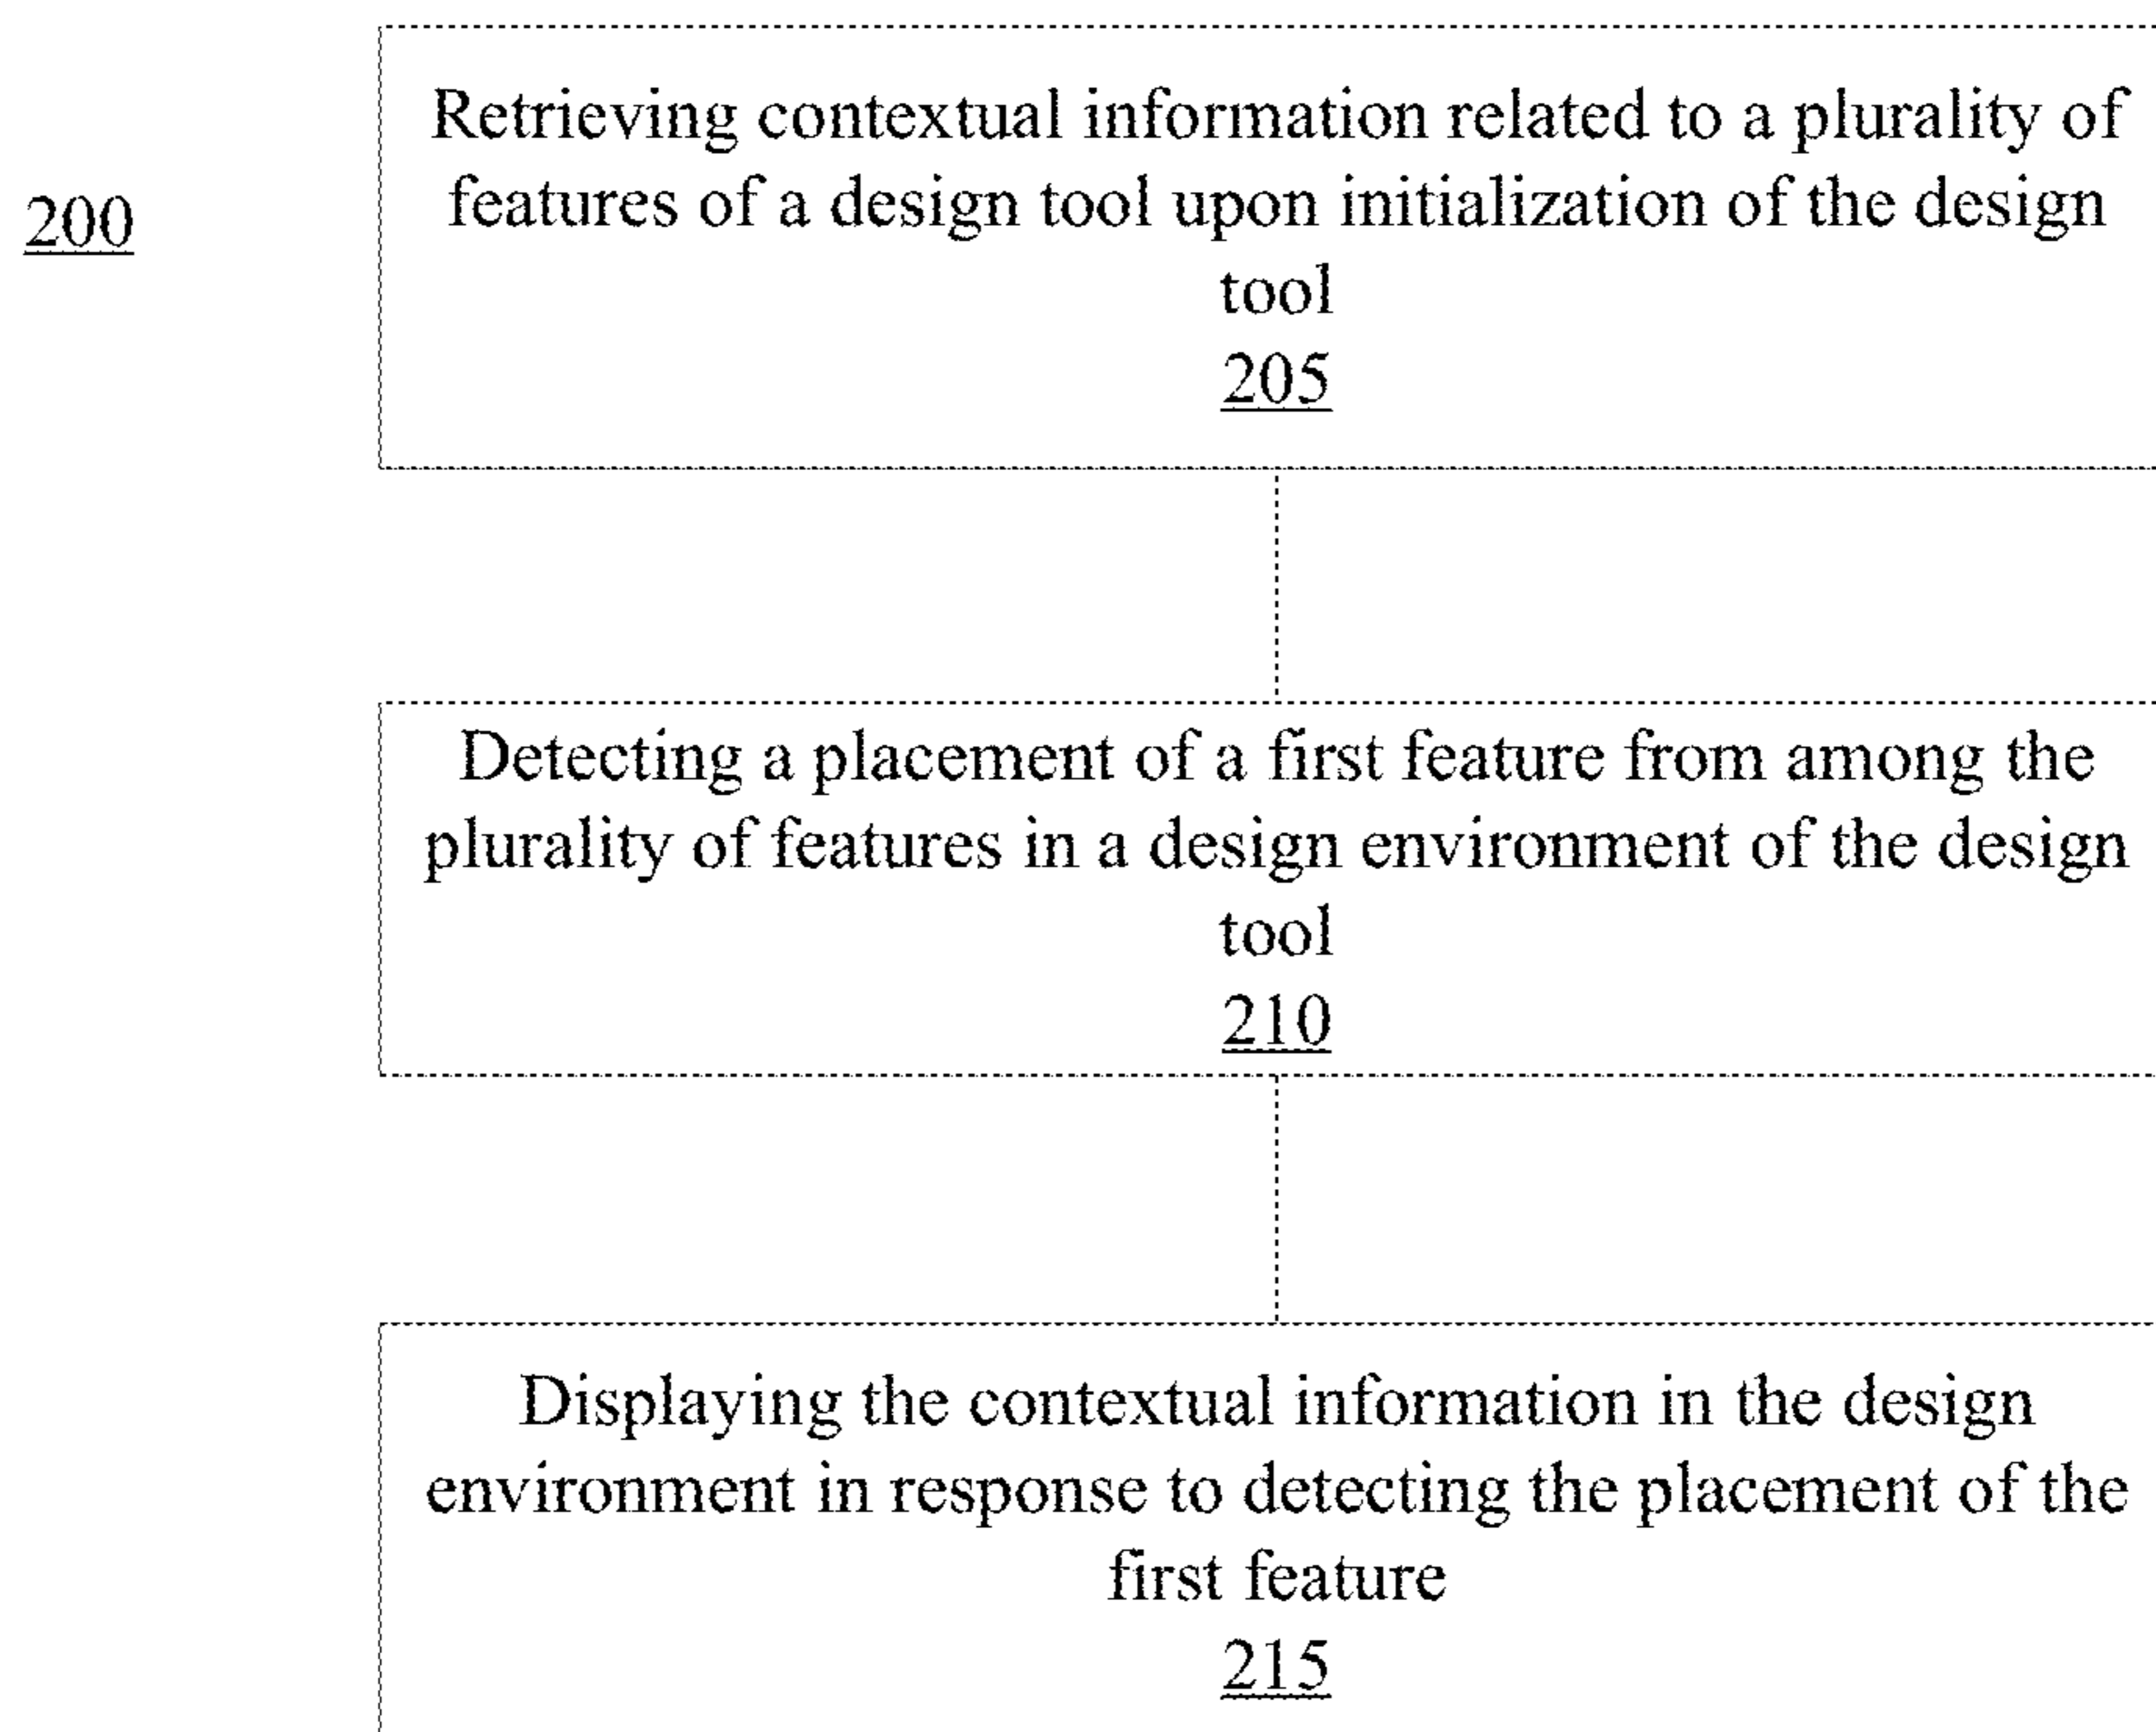 200
Retrieving contextual information related to a plurality of
features of a design tool upon initialization of the design
tool
205
Detecting a placement of a first feature from among the
plurality of features in a design environment of the design
tool
210
Displaying the contextual information in the design
environment in response to detecting the placement of the
first feature
215